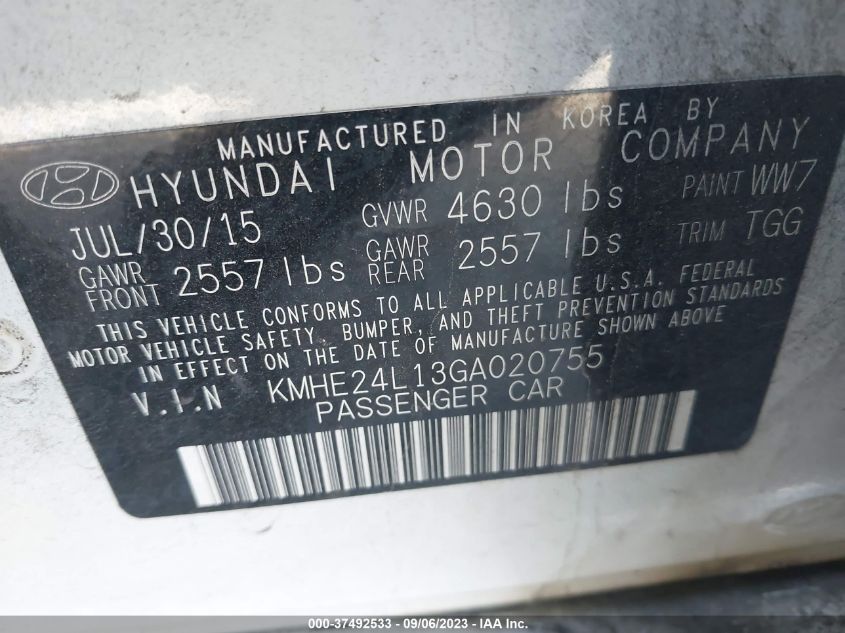 MANUFACTURED IN KOREA BY
HYUNDAI MOTOR COMPANY
JUL/30/15 GVWR 4630 lbs PAINT WW7
GAWR FRONT 2557 lbs GAWR REAR 2557 lbs TRIM TGG
THIS VEHICLE CONFORMS TO ALL APPLICABLE U.S.A. FEDERAL
MOTOR VEHICLE SAFETY, BUMPER, AND THEFT PREVENTION STANDARDS
IN EFFECT ON THE DATE OF MANUFACTURE SHOWN ABOVE
V.I.N KMHE24L13GA020755
PASSENGER CAR
000-37492533 - 09/06/2023 - IAA Inc.